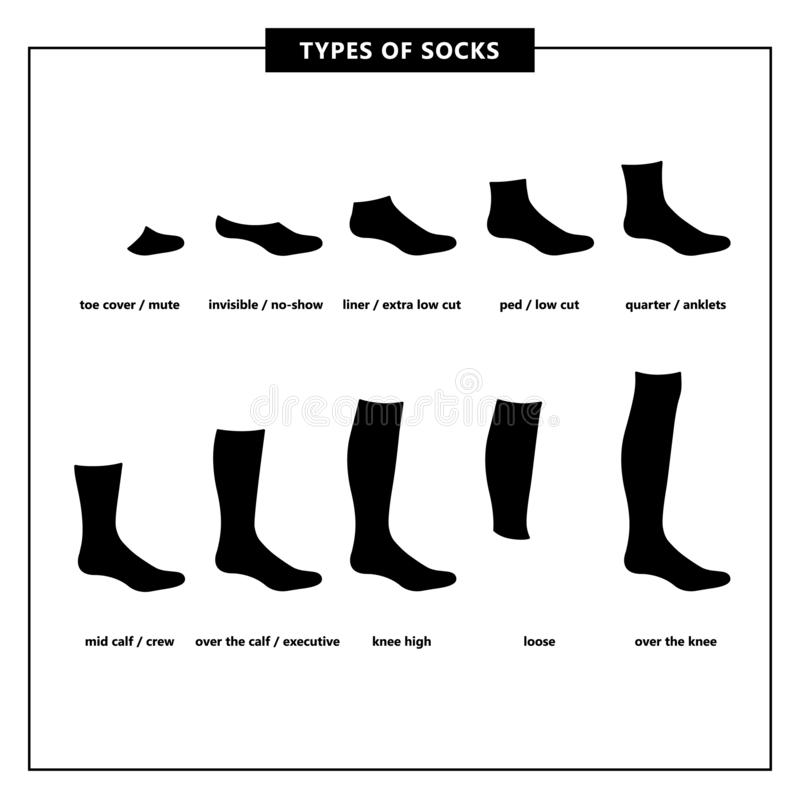 TYPES OF SOCKS
toe cover / mute
invisible / no-show
liner / extra low cut
ped / low cut
quarter / anklets
dreamstime
mid calf / crew
over the calf / executive
knee high
loose
over the knee